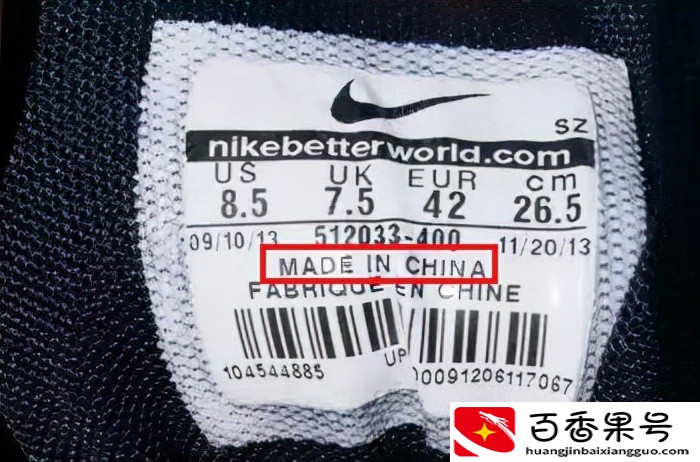 SZ
nikebetterworld.com
US UK EUR cm
8.5 7.5 42 26.5
09/10/13 512033-400 11/20/13
MADE IN CHINA
FABRIQUE EN CHINE
104544885 UP 00091206117067
百香果号
huangjinbaixiangguo.com